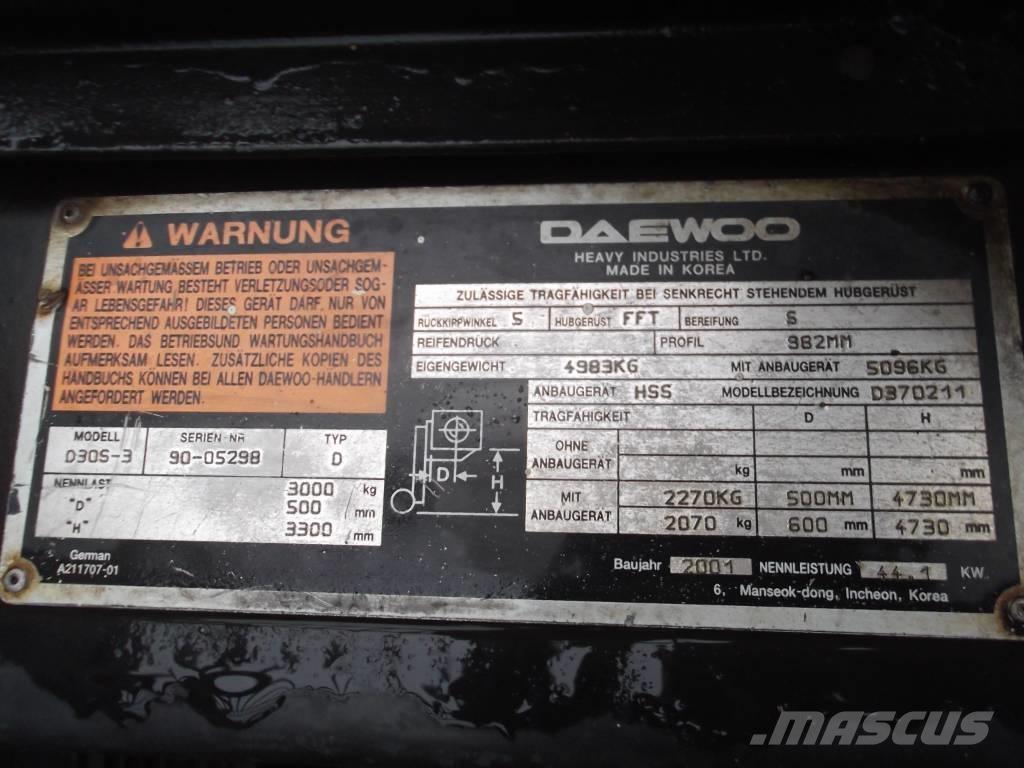 WARNUNG
BEI UNSACHGEMÄSSEM BETRIEB ODER UNSACHGEM-
ÄSSER WARTUNG BESTEHT VERLETZUNGSODER SOG-
AR LEBENSGEFAHR! DIESES GERÄT DARF NUR VON
ENTSPRECHEND AUSGEBILDETEN PERSONEN BEDIENT
WERDEN. DAS BETRIEBSUND WARTUNGSHANDBUCH
AUFMERKSAM LESEN. ZUSÄTZLICHE KOPIEN DES
HANDBUCHS KÖNNEN BEI ALLEN DAEWOO-HÄNDLERN
ANGEFORDERT WERDEN.
MODELL SERIEN-NR TYP
D30S-3 90-05298 D
NENNLAST 3000 kg
"D" 500 mm
"H" 3300 mm
German
A211707-01
D
H
DAEWOO
HEAVY INDUSTRIES LTD.
MADE IN KOREA
ZULÄSSIGE TRAGFÄHIGKEIT BEI SENKRECHT STEHENDEM HUBGERÜST
RÜCKKIPPWINKEL 5 HUBGERÜST FFT BEREIFUNG S
REIFENDRUCK PROFIL 982MM
EIGENGEWICHT 4983KG MIT ANBAUGERÄT 5096KG
ANBAUGERÄT HSS MODELLBEZEICHNUNG D370211
TRAGFÄHIGKEIT D H
OHNE
ANBAUGERÄT kg mm mm
MIT 2270KG 500MM 4730MM
ANBAUGERÄT 2070 kg 600 mm 4730 mm
Baujahr 2001 NENNLEISTUNG 44.1 KW
6, Manseok-dong, Incheon, Korea
MASCUS